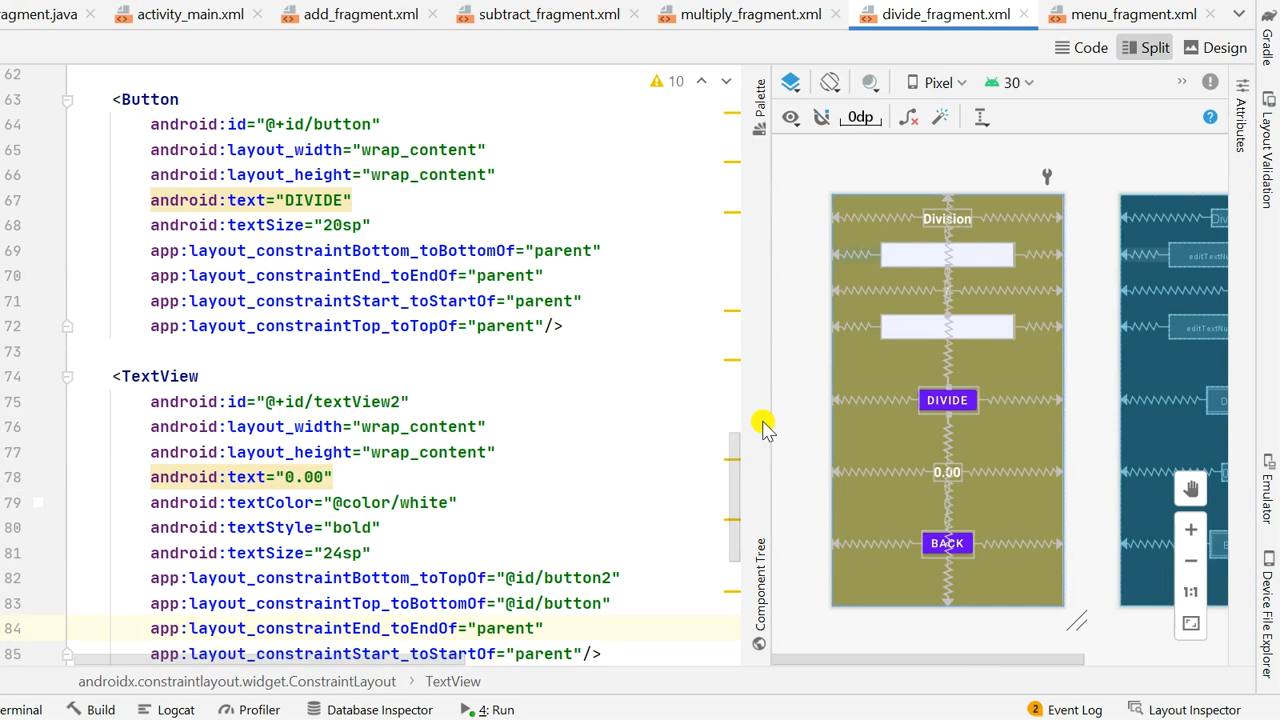 ragment.java
activity_main.xml
add_fragment.xml
subtract_fragment.xml
multiply_fragment.xml
divide_fragment.xml
menu_fragment.xml
Code
Split
Design
62
10
63 <Button
64 android:id="@+id/button"
65 android:layout_width="wrap_content"
66 android:layout_height="wrap_content"
67 android:text="DIVIDE"
68 android:textSize="20sp"
69 app:layout_constraintBottom_toBottomOf="parent"
70 app:layout_constraintEnd_toEndOf="parent"
71 app:layout_constraintStart_toStartOf="parent"
72 app:layout_constraintTop_toTopOf="parent"/>
73
74 <TextView
75 android:id="@+id/textView2"
76 android:layout_width="wrap_content"
77 android:layout_height="wrap_content"
78 android:text="0.00"
79 android:textColor="@color/white"
80 android:textStyle="bold"
81 android:textSize="24sp"
82 app:layout_constraintBottom_toTopOf="@id/button2"
83 app:layout_constraintTop_toBottomOf="@id/button"
84 app:layout_constraintEnd_toEndOf="parent"
85 app:layout_constraintStart_toStartOf="parent"/>
androidx.constraintlayout.widget.ConstraintLayout › TextView
Palette
Component Tree
Pixel
30
0dp
Division
DIVIDE
0.00
BACK
1:1
Attributes
Gradle
Layout Validation
Emulator
Device File Explorer
erminal
Build
Logcat
Profiler
Database Inspector
4: Run
2 Event Log
Layout Inspector